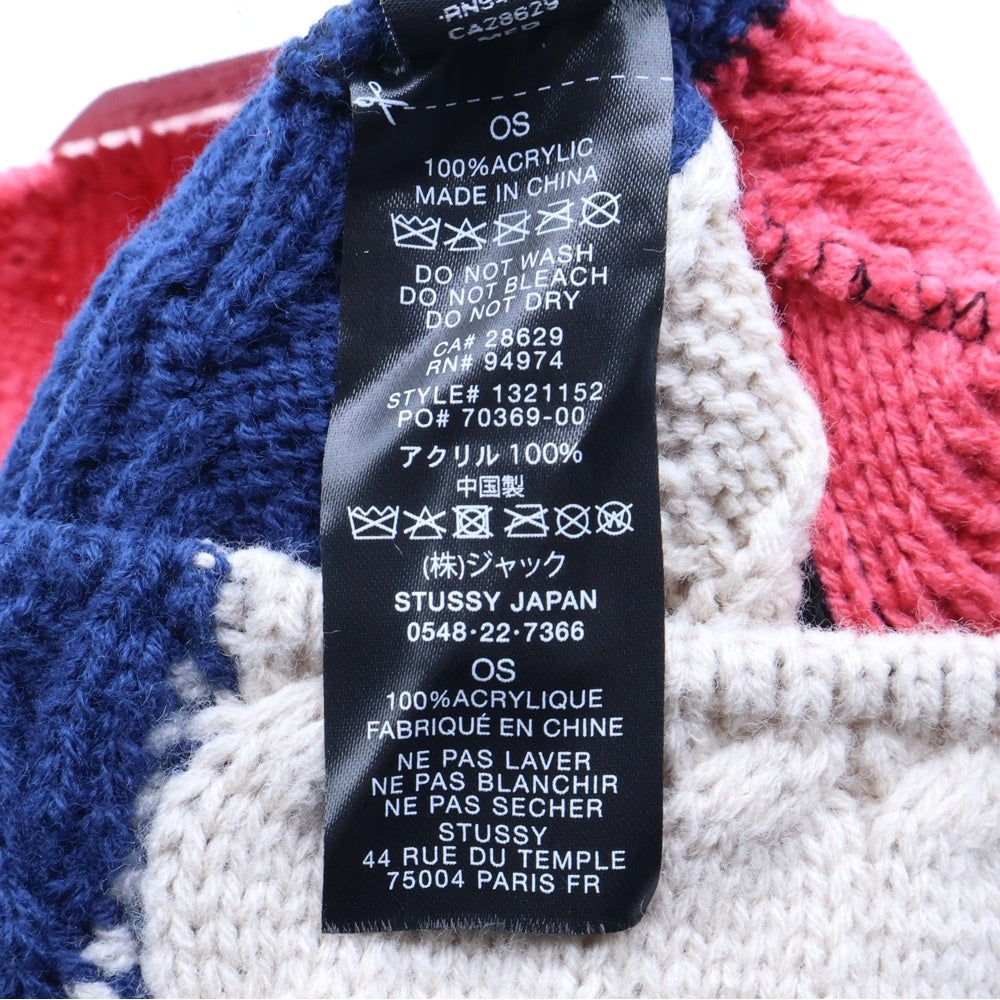 CA28629
OS
100%ACRYLIC
MADE IN CHINA
DO NOT WASH
DO NOT BLEACH
DO NOT DRY
CA# 28629
RN# 94974
STYLE# 1321152
PO# 70369-00
アクリル 100%
中国製
(株)ジャック
STUSSY JAPAN
0548·22·7366
OS
100%ACRYLIQUE
FABRIQUÉ EN CHINE
NE PAS LAVER
NE PAS BLANCHIR
NE PAS SECHER
STUSSY
44 RUE DU TEMPLE
75004 PARIS FR